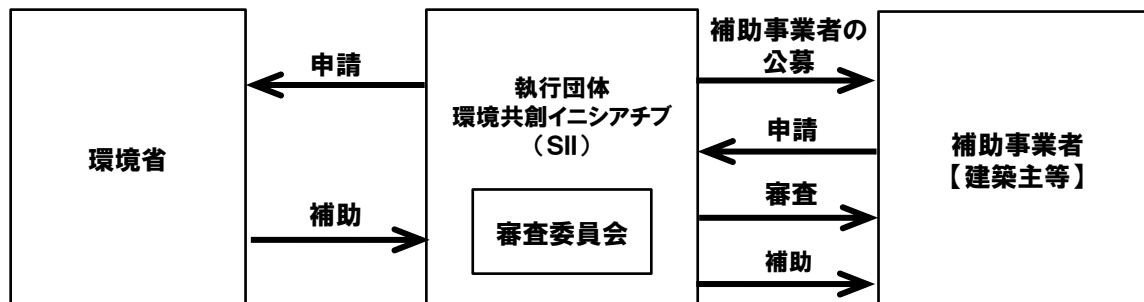 環境省
申請
補助
執行団体
環境共創イニシアチブ
（SII）
審査委員会
補助事業者の
公募
申請
審査
補助
補助事業者
【建築主等】